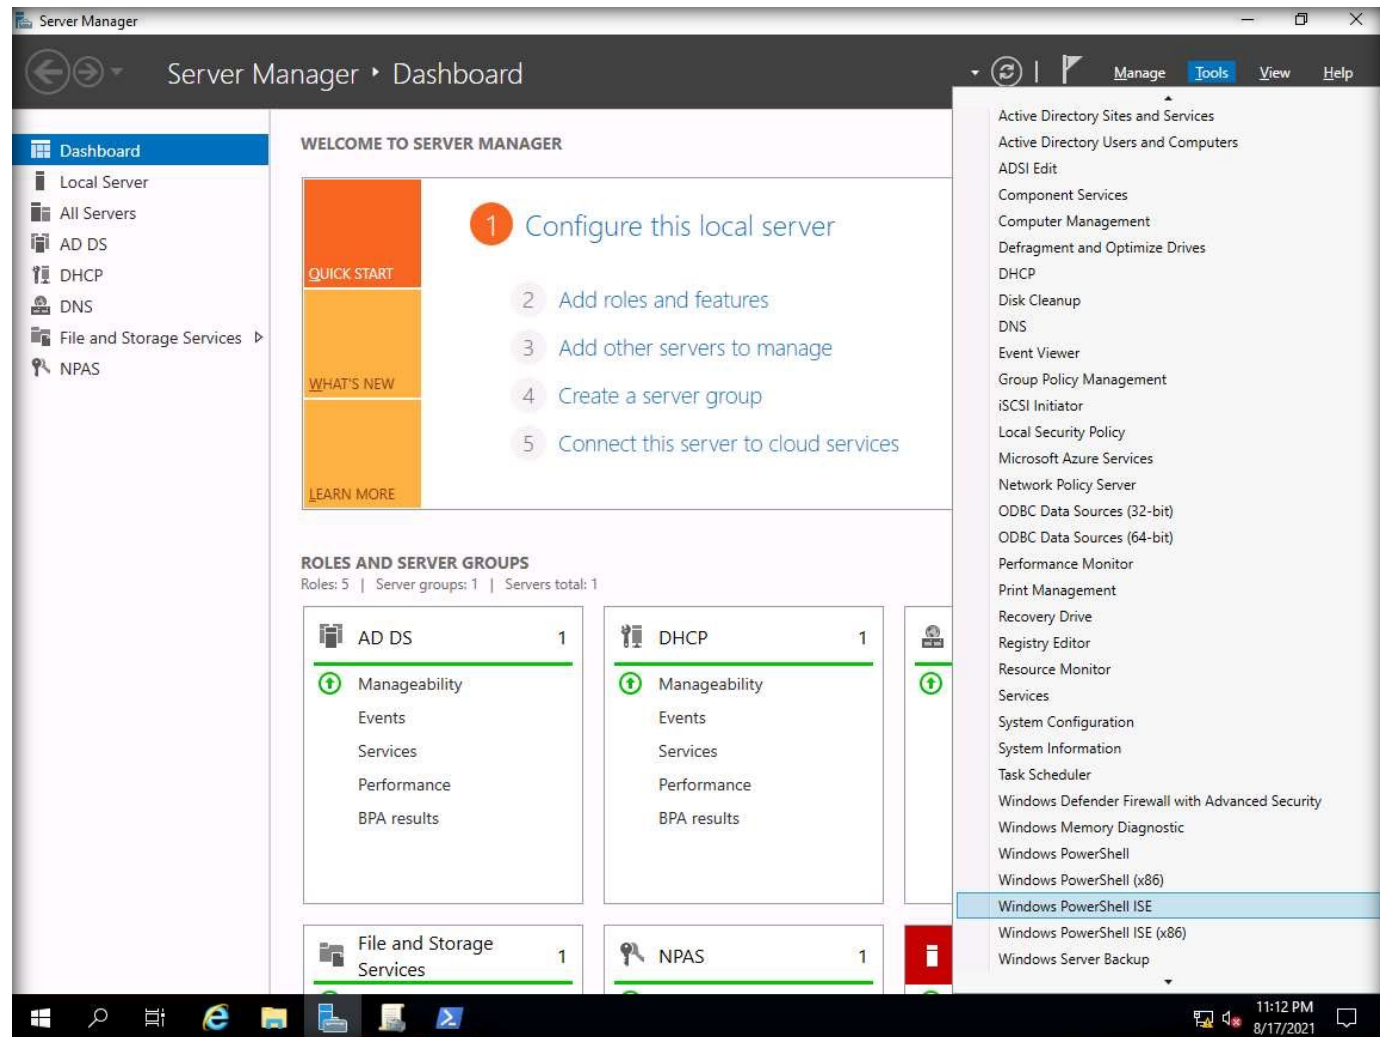 Server Manager
Server Manager ‣ Dashboard
Manage Tools View Help
Dashboard
Local Server
All Servers
AD DS
DHCP
DNS
File and Storage Services
NPAS
WELCOME TO SERVER MANAGER
QUICK START
WHAT'S NEW
LEARN MORE
1 Configure this local server
2 Add roles and features
3 Add other servers to manage
4 Create a server group
5 Connect this server to cloud services
ROLES AND SERVER GROUPS
Roles: 5 | Server groups: 1 | Servers total: 1
AD DS 1
Manageability
Events
Services
Performance
BPA results
DHCP 1
Manageability
Events
Services
Performance
BPA results
File and Storage
Services 1
NPAS 1
Active Directory Sites and Services
Active Directory Users and Computers
ADSI Edit
Component Services
Computer Management
Defragment and Optimize Drives
DHCP
Disk Cleanup
DNS
Event Viewer
Group Policy Management
iSCSI Initiator
Local Security Policy
Microsoft Azure Services
Network Policy Server
ODBC Data Sources (32-bit)
ODBC Data Sources (64-bit)
Performance Monitor
Print Management
Recovery Drive
Registry Editor
Resource Monitor
Services
System Configuration
System Information
Task Scheduler
Windows Defender Firewall with Advanced Security
Windows Memory Diagnostic
Windows PowerShell
Windows PowerShell (x86)
Windows PowerShell ISE
Windows PowerShell ISE (x86)
Windows Server Backup
11:12 PM
8/17/2021